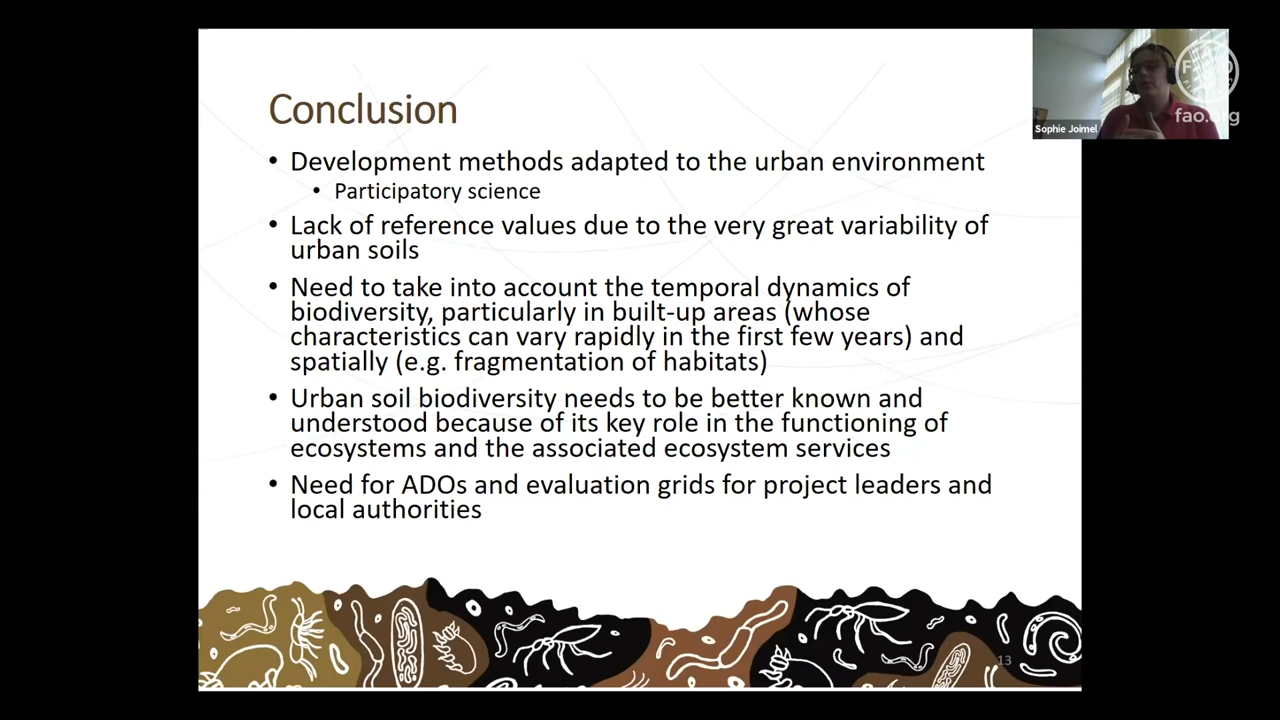 Conclusion
• Development methods adapted to the urban environment
• Participatory science
• Lack of reference values due to the very great variability of
urban soils
• Need to take into account the temporal dynamics of
biodiversity, particularly in built-up areas (whose
characteristics can vary rapidly in the first few years) and
spatially (e.g. fragmentation of habitats)
• Urban soil biodiversity needs to be better known and
understood because of its key role in the functioning of
ecosystems and the associated ecosystem services
• Need for ADOs and evaluation grids for project leaders and
local authorities
13
Sophie Joimel
fao.org